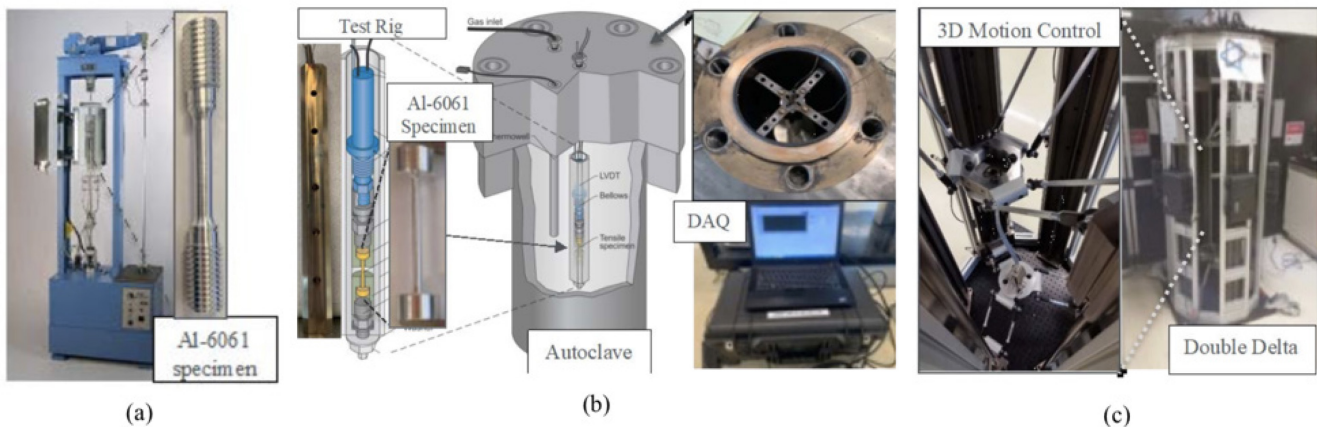 Al-6061
specimen
(a)
Test Rig
Gas inlet
Al-6061
Specimen
LVDT
Bellows
Tensile
specimen
Autoclave
DAQ
(b)
3D Motion Control
Double Delta
(c)